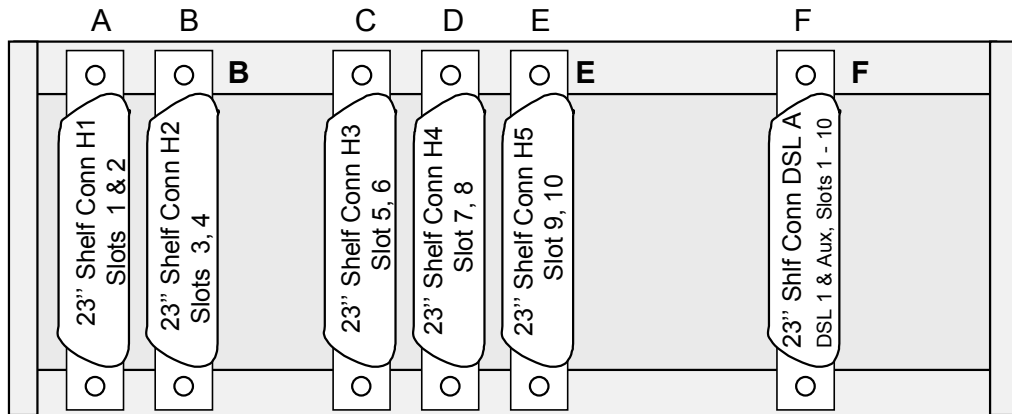 A B C D E F
B E F
23’’ Shelf Conn H1
Slots 1 & 2
23’’ Shelf Conn H2
Slots 3, 4
23’’ Shelf Conn H3
Slot 5, 6
23’’ Shelf Conn H4
Slot 7, 8
23’’ Shelf Conn H5
Slot 9, 10
23’’ Shlf Conn DSL A
DSL 1 & Aux, Slots 1 - 10